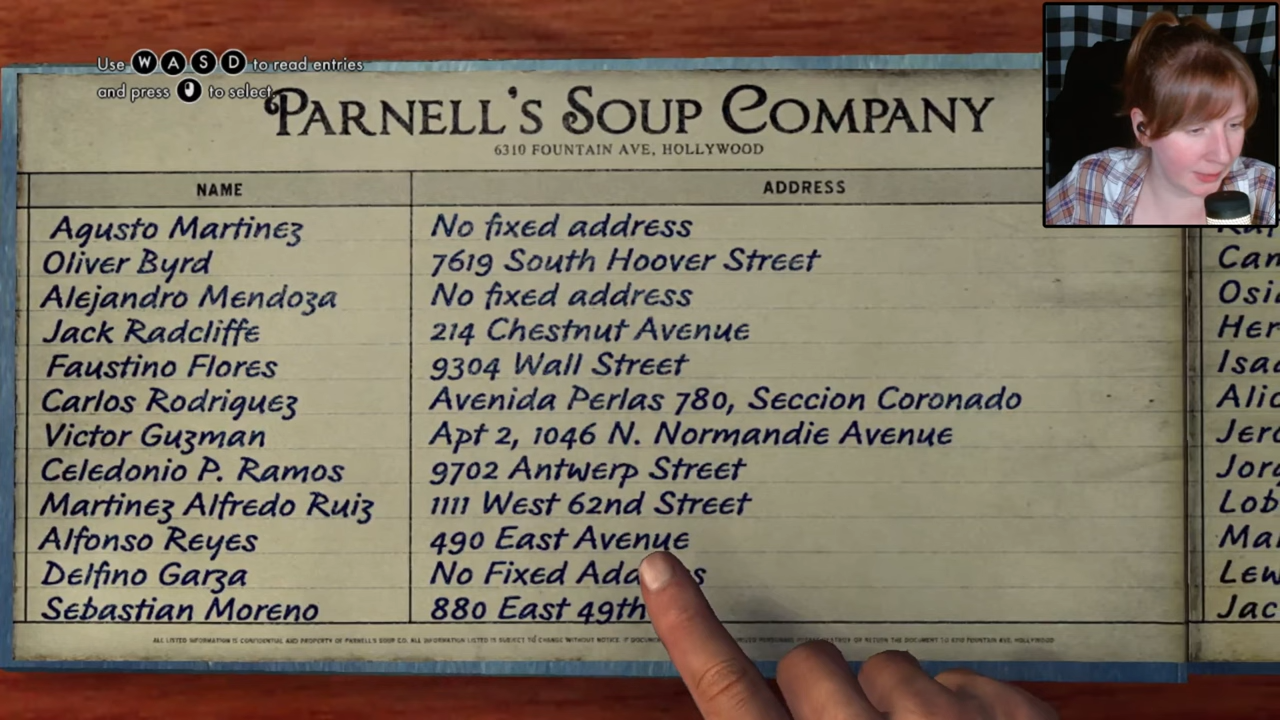 Use W A S D to read entries
and press to select.
PARNELL'S SOUP COMPANY
6310 FOUNTAIN AVE, HOLLYWOOD
NAME ADDRESS
Agusto Martinez No fixed address
Oliver Byrd 7619 South Hoover Street
Alejandro Mendoza No fixed address
Jack Radcliffe 214 Chestnut Avenue
Faustino Flores 9304 Wall Street
Carlos Rodriguez Avenida Perlas 780, Seccion Coronado
Victor Guzman Apt 2, 1046 N. Normandie Avenue
Celedonio P. Ramos 9702 Antwerp Street
Martinez Alfredo Ruiz 1111 West 62nd Street
Alfonso Reyes 490 East Avenue
Delfino Garza No Fixed
Sebastian Moreno 880 East 49th